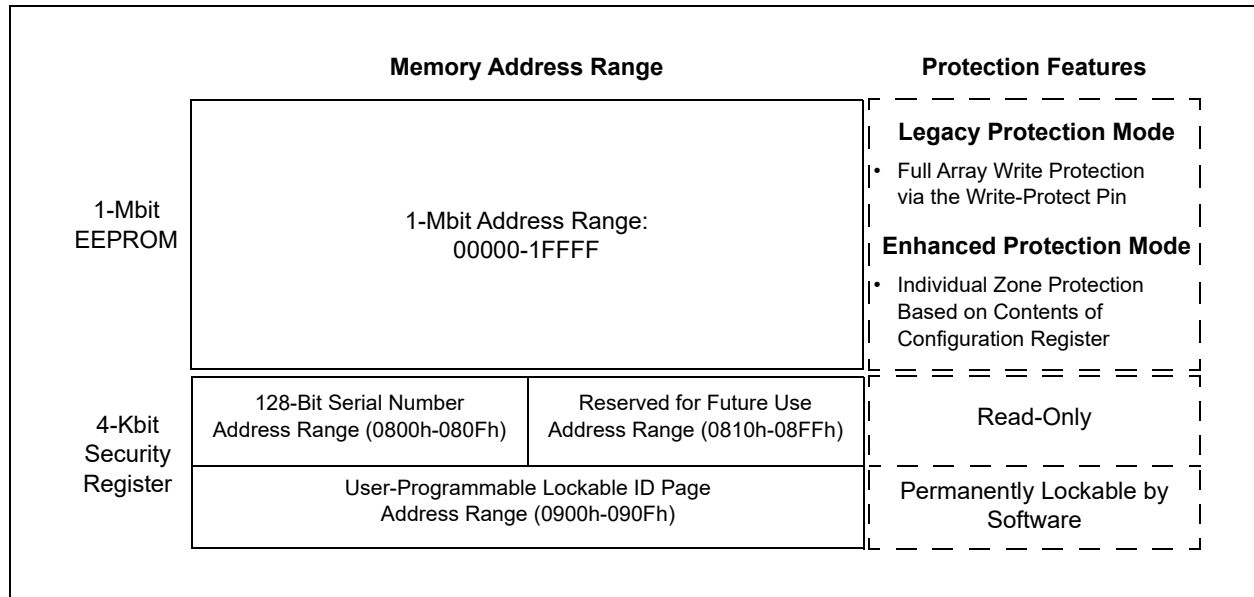 Memory Address Range
Protection Features
1-Mbit
EEPROM
1-Mbit Address Range:
00000-1FFFF
Legacy Protection Mode
• Full Array Write Protection
via the Write-Protect Pin
Enhanced Protection Mode
• Individual Zone Protection
Based on Contents of
Configuration Register
4-Kbit
Security
Register
128-Bit Serial Number
Address Range (0800h-080Fh)
Reserved for Future Use
Address Range (0810h-08FFh)
Read-Only
User-Programmable Lockable ID Page
Address Range (0900h-090Fh)
Permanently Lockable by
Software